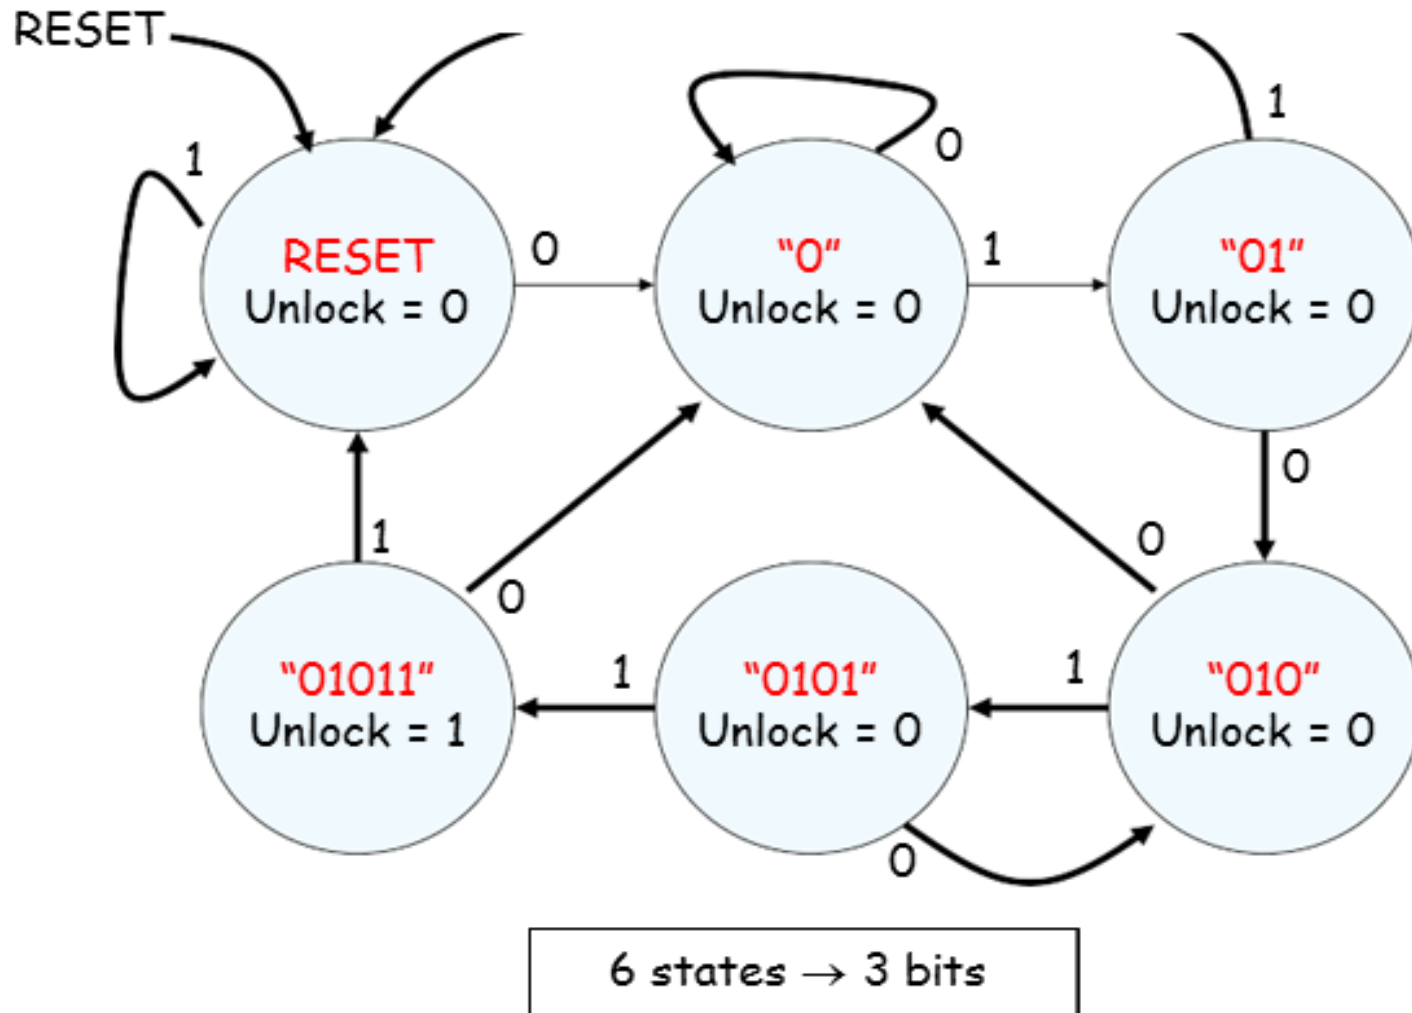 RESET
1
0
1
RESET
Unlock = 0
0
“0”
Unlock = 0
1
“01”
Unlock = 0
0
1
0
0
“01011”
Unlock = 1
1
“0101”
Unlock = 0
1
“010”
Unlock = 0
0
6 states → 3 bits